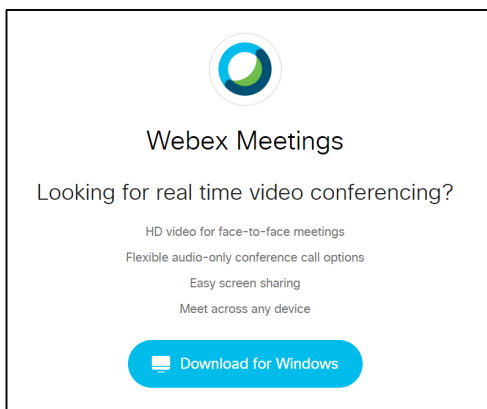 Webex Meetings
Looking for real time video conferencing?
HD video for face-to-face meetings
Flexible audio-only conference call options
Easy screen sharing
Meet across any device
Download for Windows